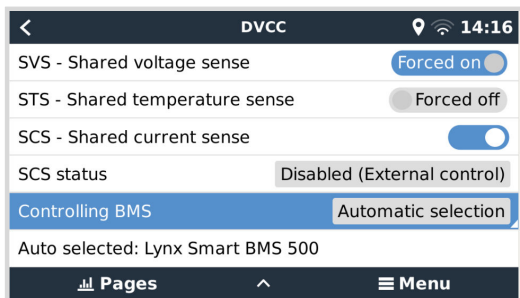 DVCC 14:16
SVS - Shared voltage sense Forced on
STS - Shared temperature sense Forced off
SCS - Shared current sense
SCS status Disabled (External control)
Controlling BMS Automatic selection
Auto selected: Lynx Smart BMS 500
Pages Menu